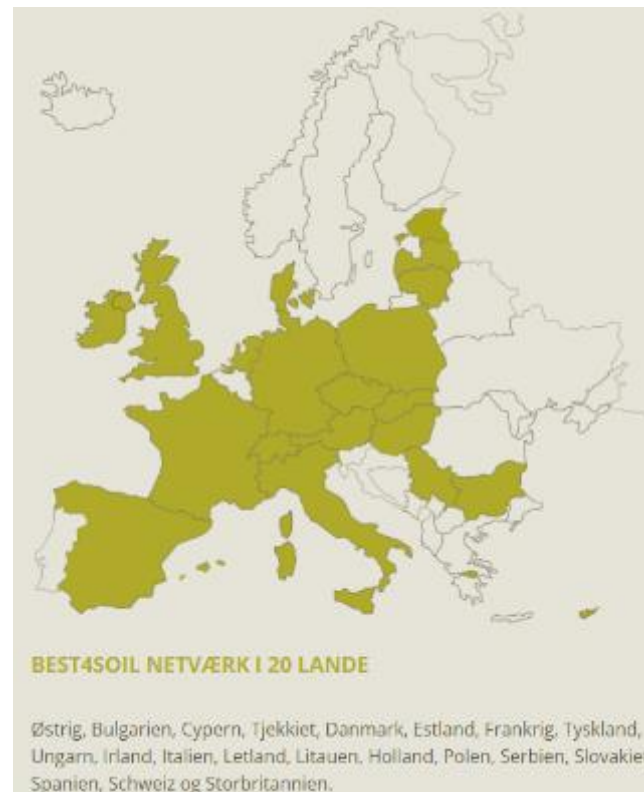 BEST4SOIL NETVÆRK I 20 LANDE
Østrig, Bulgarien, Cypern, Tjekkiet, Danmark, Estland, Frankrig, Tyskland,
Ungarn, Irland, Italien, Letland, Litauen, Holland, Polen, Serbien, Slovakie
Spanien, Schweiz og Storbritannien.